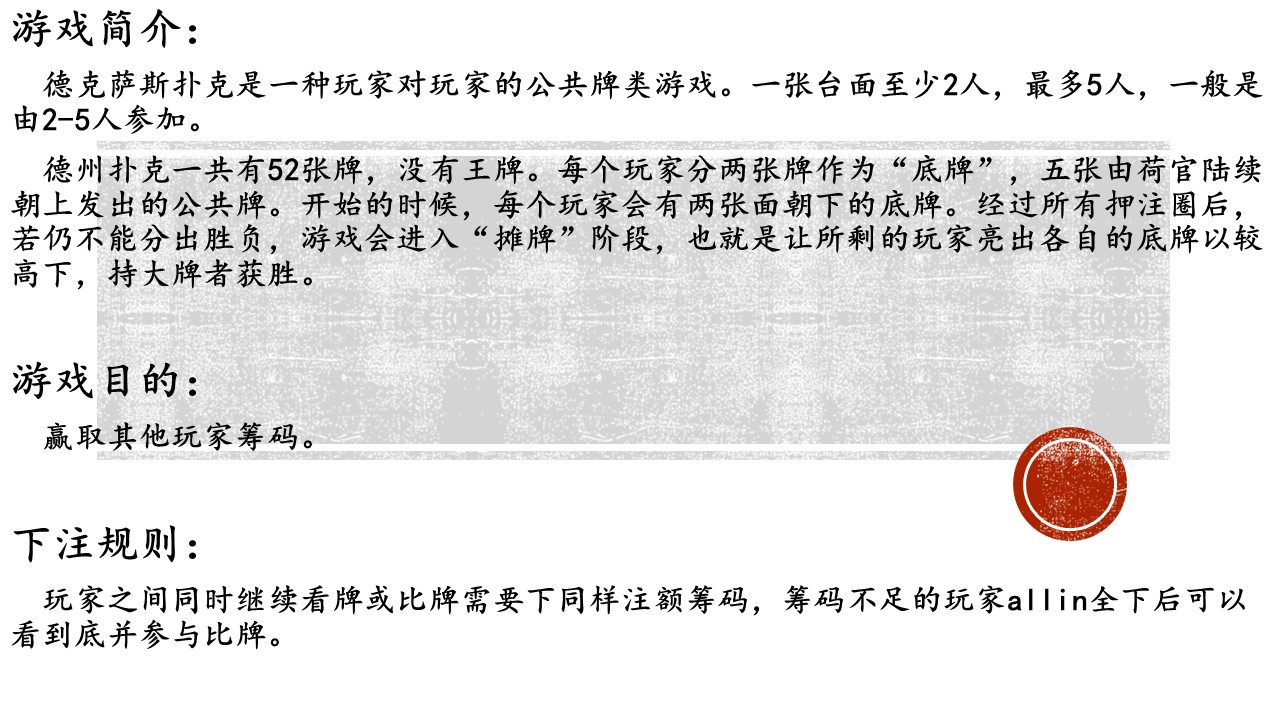 游戏简介：
德克萨斯扑克是一种玩家对玩家的公共牌类游戏。一张台面至少2人，最多5人，一般是
由2-5人参加。
德州扑克一共有52张牌，没有王牌。每个玩家分两张牌作为“底牌”，五张由荷官陆续
朝上发出的公共牌。开始的时候，每个玩家会有两张面朝下的底牌。经过所有押注圈后，
若仍不能分出胜负，游戏会进入“摊牌”阶段，也就是让所剩的玩家亮出各自的底牌以较
高下，持大牌者获胜。
游戏目的：
赢取其他玩家筹码。
下注规则：
玩家之间同时继续看牌或比牌需要下同样注额筹码，筹码不足的玩家allin全下后可以
看到底并参与比牌。